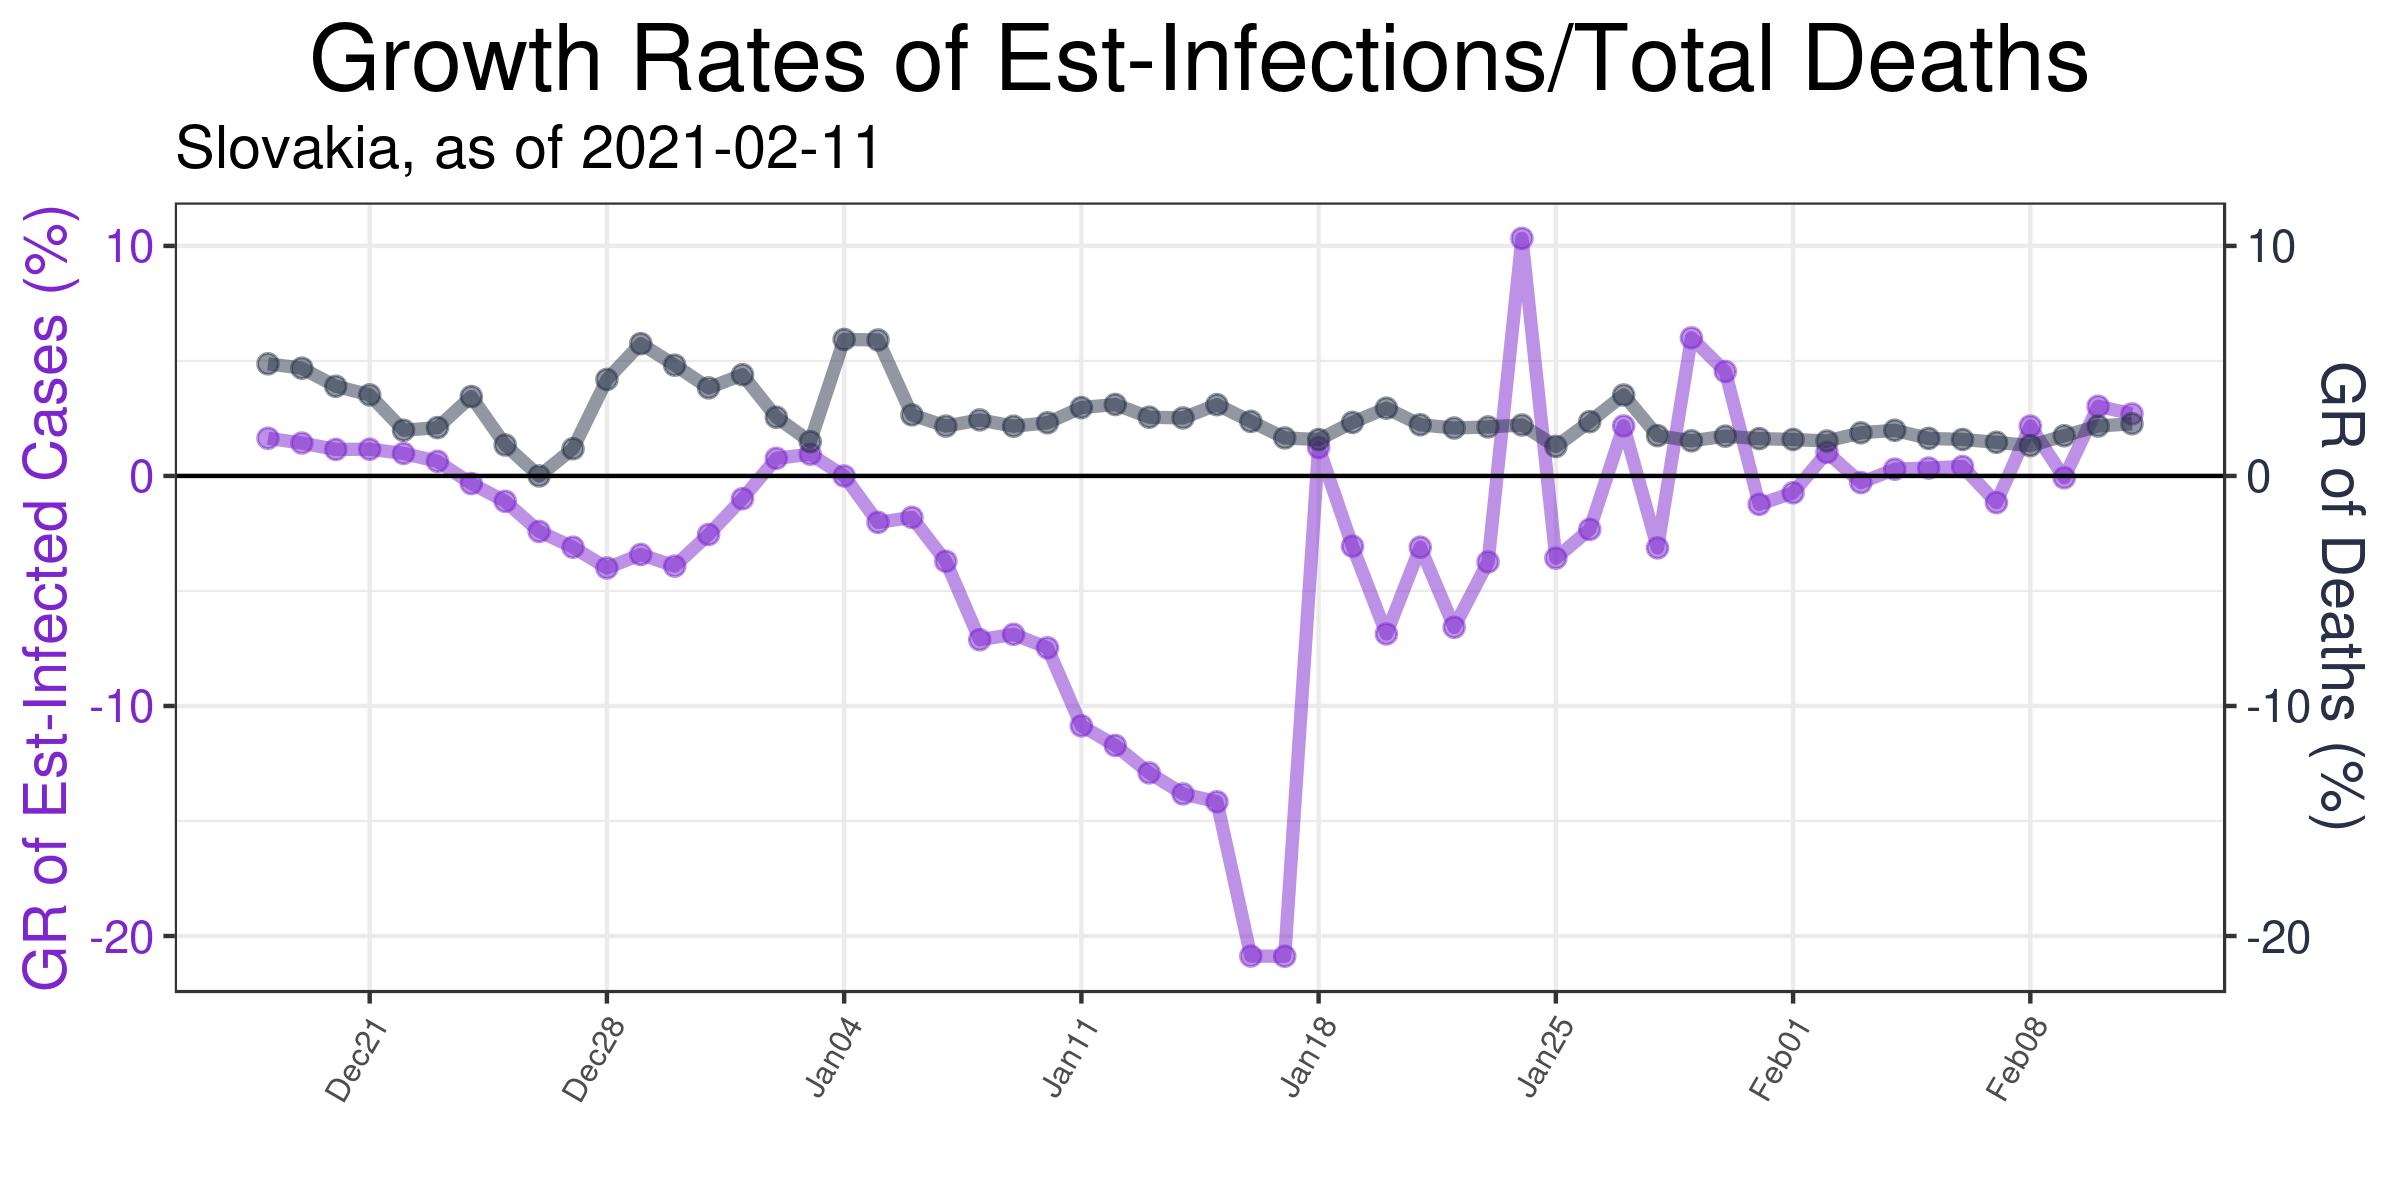 Growth Rates of Est-Infections/Total Deaths
Slovakia, as of 2021-02-11
GR of Est-Infected Cases (%)
10
0
-10
-20
10
0
-10
-20
GR of Deaths (%)
Dec21
Dec28
Jan04
Jan11
Jan18
Jan25
Feb01
Feb08